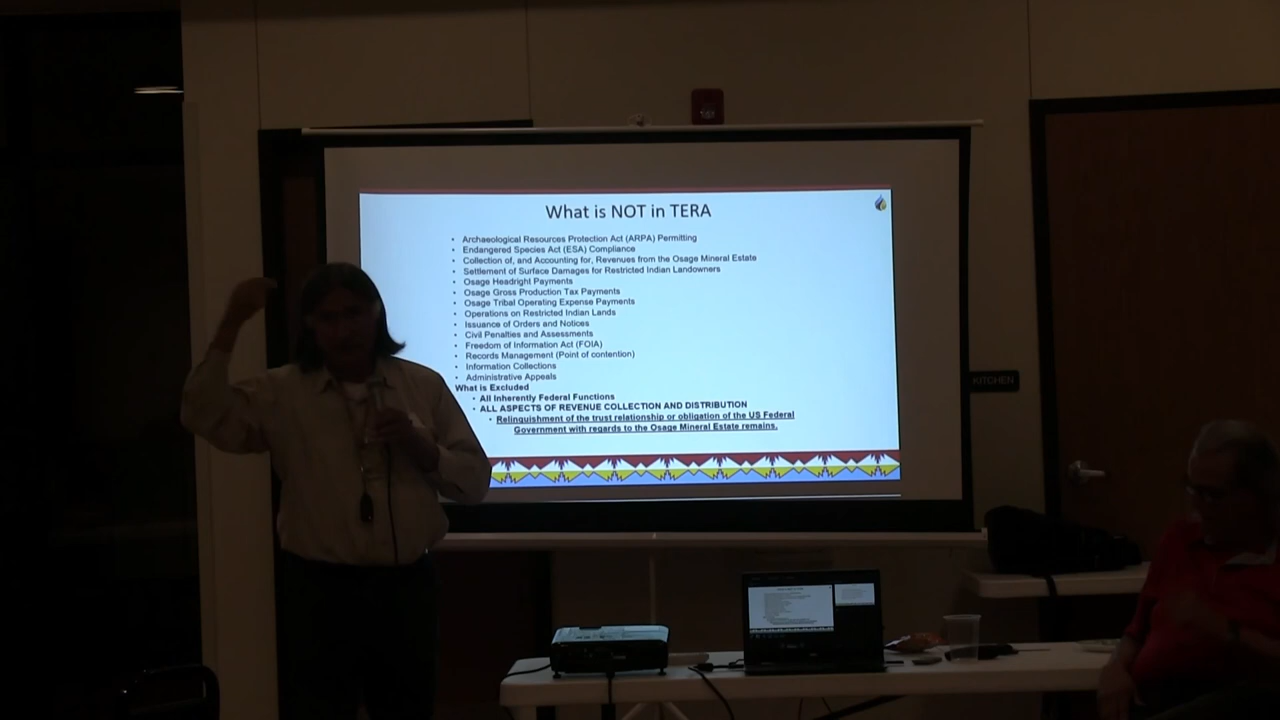 What is NOT in TERA
• Archaeological Resources Protection Act (ARPA) Permitting
• Endangered Species Act (ESA) Compliance
• Collection of, and Accounting for, Revenues from the Osage Mineral Estate
• Settlement of Surface Damages for Restricted Indian Landowners
• Osage Headright Payments
• Osage Gross Production Tax Payments
• Osage Tribal Operating Expense Payments
• Operations on Restricted Indian Lands
• Issuance of Orders and Notices
• Civil Penalties and Assessments
• Freedom of Information Act (FOIA)
• Records Management (Point of contention)
• Information Collections
• Administrative Appeals
What is Excluded
• All Inherently Federal Functions
• ALL ASPECTS OF REVENUE COLLECTION AND DISTRIBUTION
• Relinquishment of the trust relationship or obligation of the US Federal
Government with regards to the Osage Mineral Estate remains.
KITCHEN